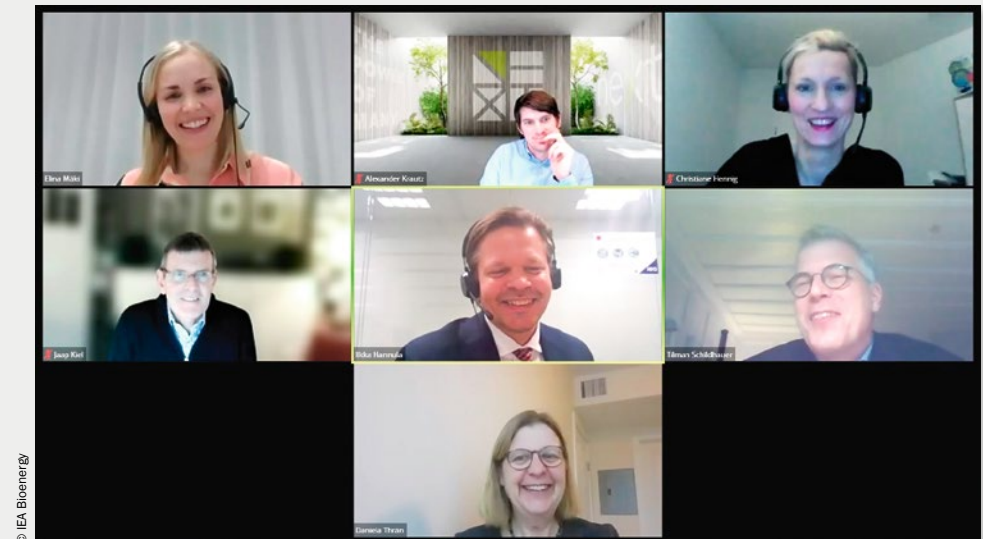 Elina Mäki
Alexander Krautz
Christiane Hennig
Jaap Kiel
Ilkka Hannula
Tilman Schildhauer
Daniela Thrän
© IEA Bioenergy